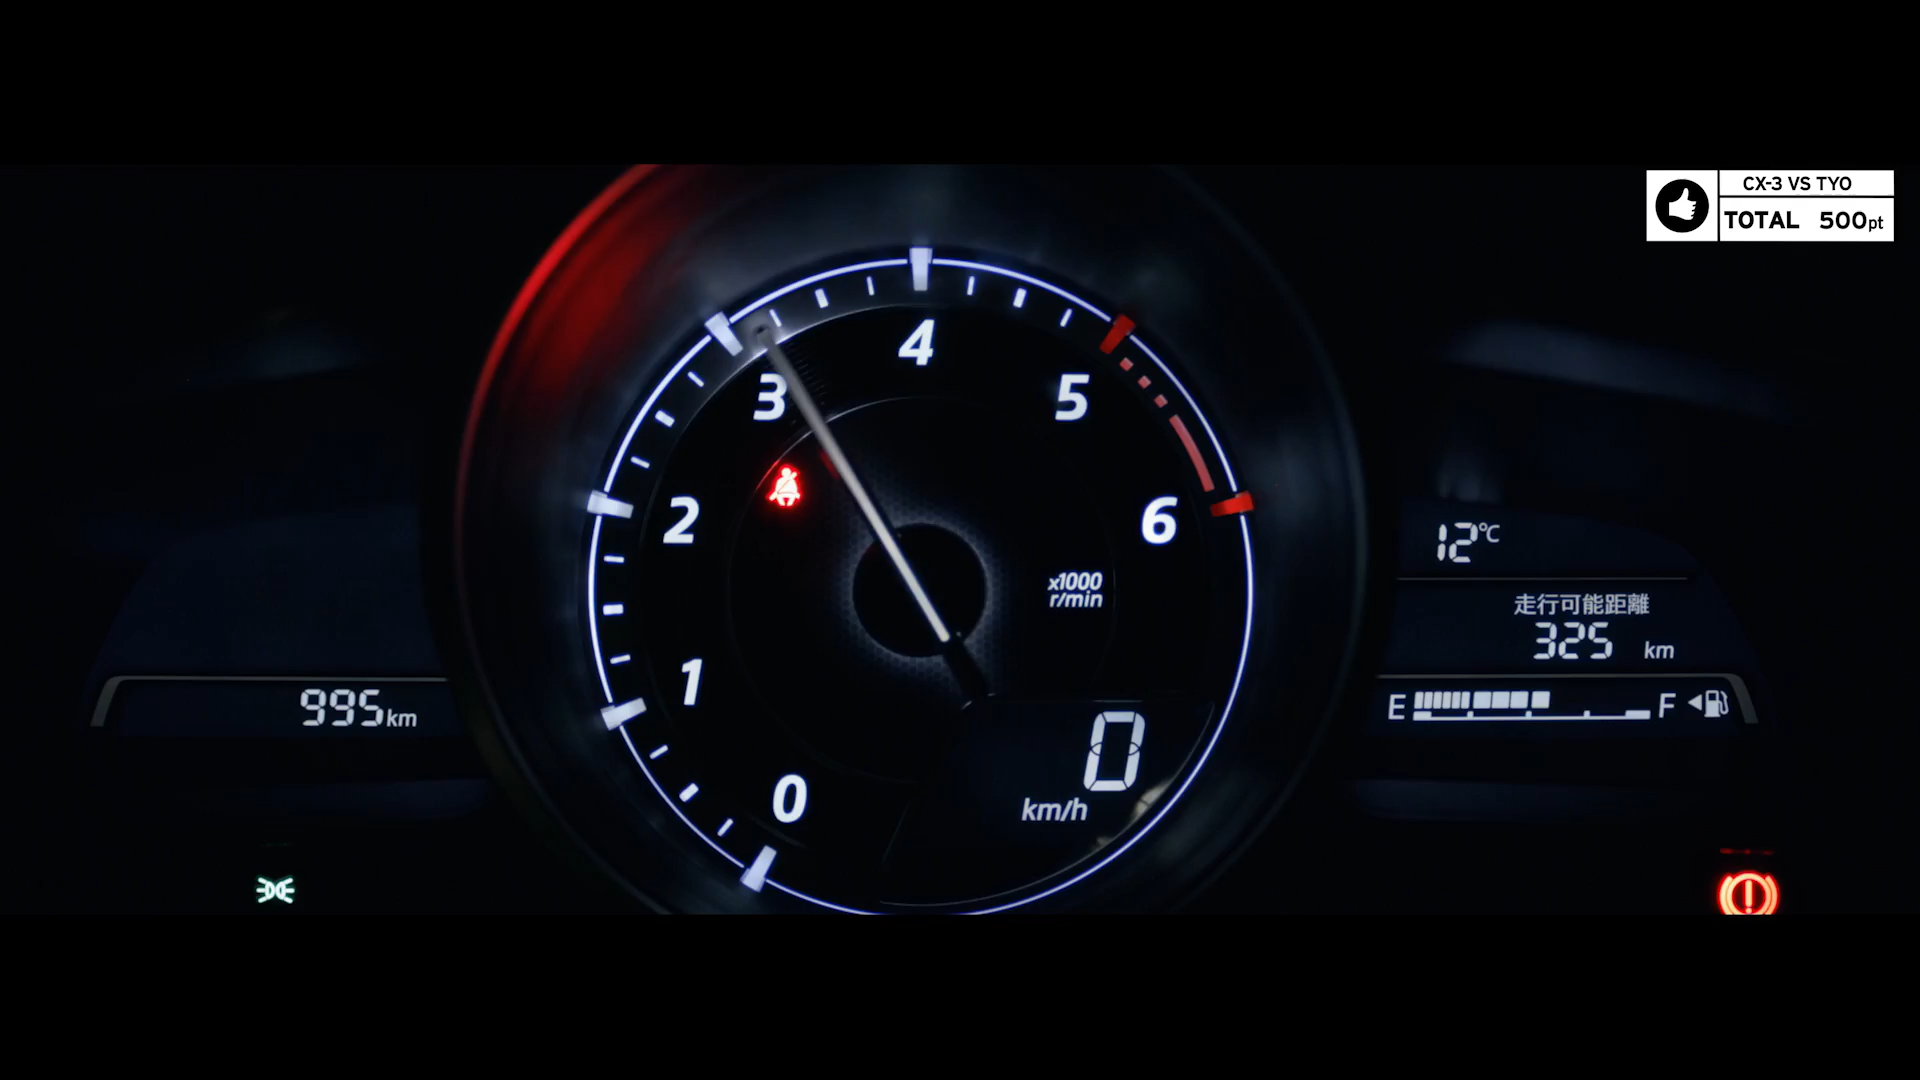 CX-3 VS TYO
TOTAL 500pt
4
3
5
2
6
12℃
x1000
r/min
走行可能距離
325 km
1
995km
E F
0
0
km/h